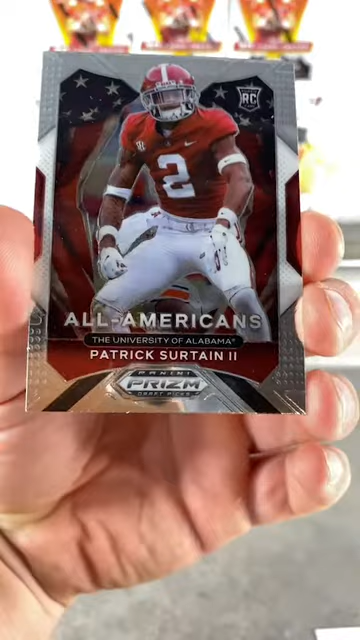 RC
2
ALL-AMERICANS
THE UNIVERSITY OF ALABAMA®
PATRICK SURTAIN II
PANINI
PRIZM
DRAFT PICKS